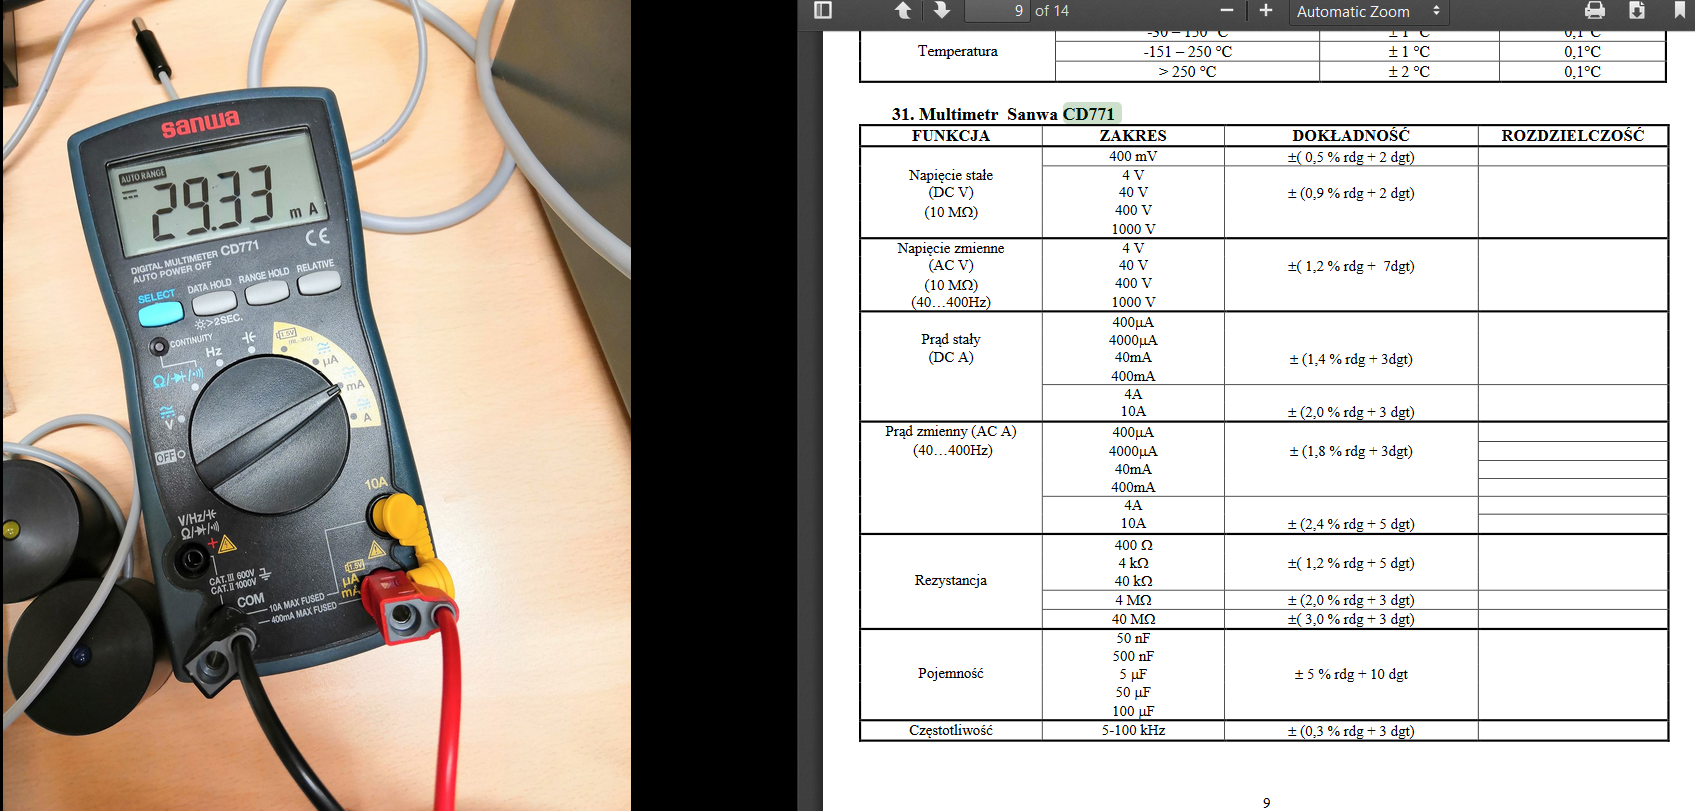 sanwa
AUTO RANGE
29.33 mA
DIGITAL MULTIMETER CD771
AUTO POWER OFF
CE
SELECT
DATA HOLD
RANGE HOLD
RELATIVE
>2SEC.
CONTINUITY
Hz
1.5V
μA
Ω/
mA
V
A
OFF
10A
V/Hz/
Ω/
+
CAT.III 600V
CAT.II 1000V
1.5V
μA
mA
COM
10A MAX FUSED
400mA MAX FUSED
9 of 14
Automatic Zoom
-30 – 150 °C ± 1 °C 0,1°C
Temperatura -151 – 250 °C ± 1 °C 0,1°C
> 250 °C ± 2 °C 0,1°C
31. Multimetr Sanwa CD771
FUNKCJA ZAKRES DOKŁADNOŚĆ ROZDZIELCZOŚĆ
400 mV ±( 0,5 % rdg + 2 dgt)
Napięcie stałe 4 V
(DC V) 40 V ± (0,9 % rdg + 2 dgt)
(10 MΩ) 400 V
1000 V
Napięcie zmienne 4 V
(AC V) 40 V ±( 1,2 % rdg + 7dgt)
(10 MΩ) 400 V
(40…400Hz) 1000 V
400μA
Prąd stały 4000μA
(DC A) 40mA ± (1,4 % rdg + 3dgt)
400mA
4A
10A ± (2,0 % rdg + 3 dgt)
Prąd zmienny (AC A) 400μA
(40…400Hz) 4000μA ± (1,8 % rdg + 3dgt)
40mA
400mA
4A
10A ± (2,4 % rdg + 5 dgt)
400 Ω
4 kΩ ±( 1,2 % rdg + 5 dgt)
Rezystancja 40 kΩ
4 MΩ ± (2,0 % rdg + 3 dgt)
40 MΩ ±( 3,0 % rdg + 3 dgt)
50 nF
500 nF
Pojemność 5 μF ± 5 % rdg + 10 dgt
50 μF
100 μF
Częstotliwość 5-100 kHz ± (0,3 % rdg + 3 dgt)
9